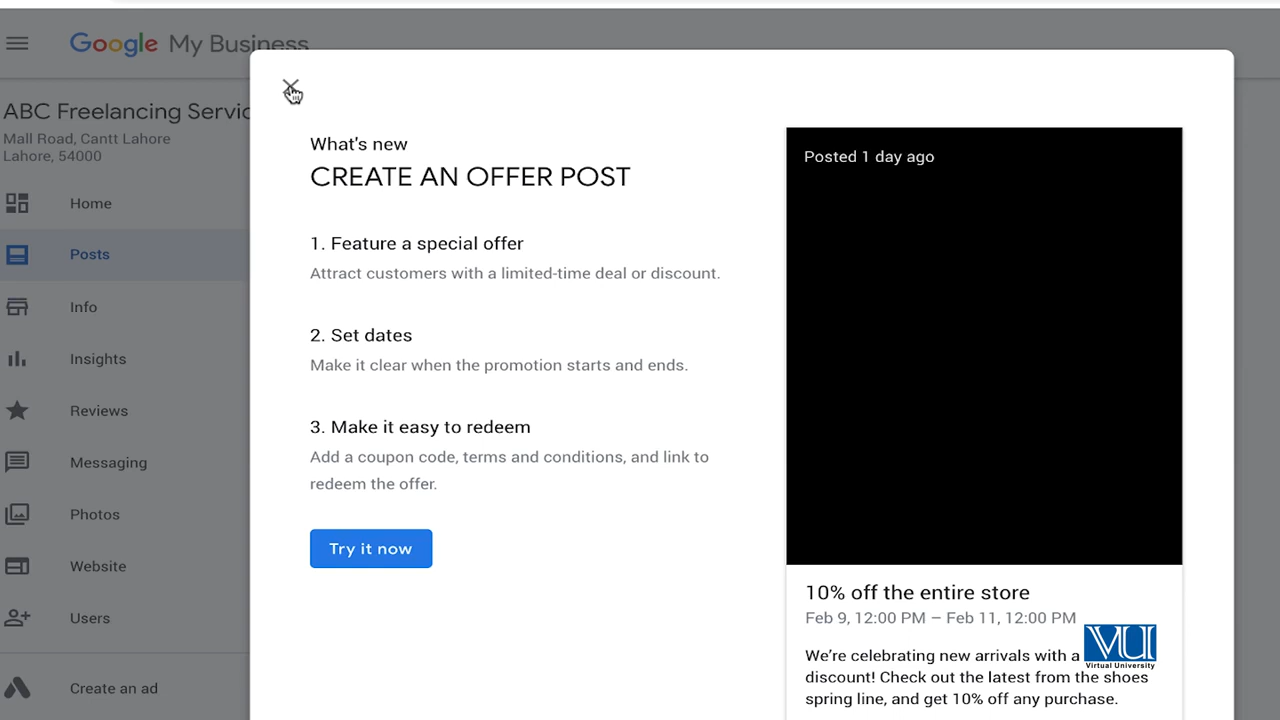 Google My Business
ABC Freelancing Servic
Mall Road, Cantt Lahore
Lahore, 54000
Home
Posts
Info
Insights
Reviews
Messaging
Photos
Website
Users
Create an ad
What's new
CREATE AN OFFER POST
1. Feature a special offer
Attract customers with a limited-time deal or discount.
2. Set dates
Make it clear when the promotion starts and ends.
3. Make it easy to redeem
Add a coupon code, terms and conditions, and link to
redeem the offer.
Try it now
Posted 1 day ago
10% off the entire store
Feb 9, 12:00 PM – Feb 11, 12:00 PM
We're celebrating new arrivals with a
discount! Check out the latest from the shoes
spring line, and get 10% off any purchase.
VU
Virtual University